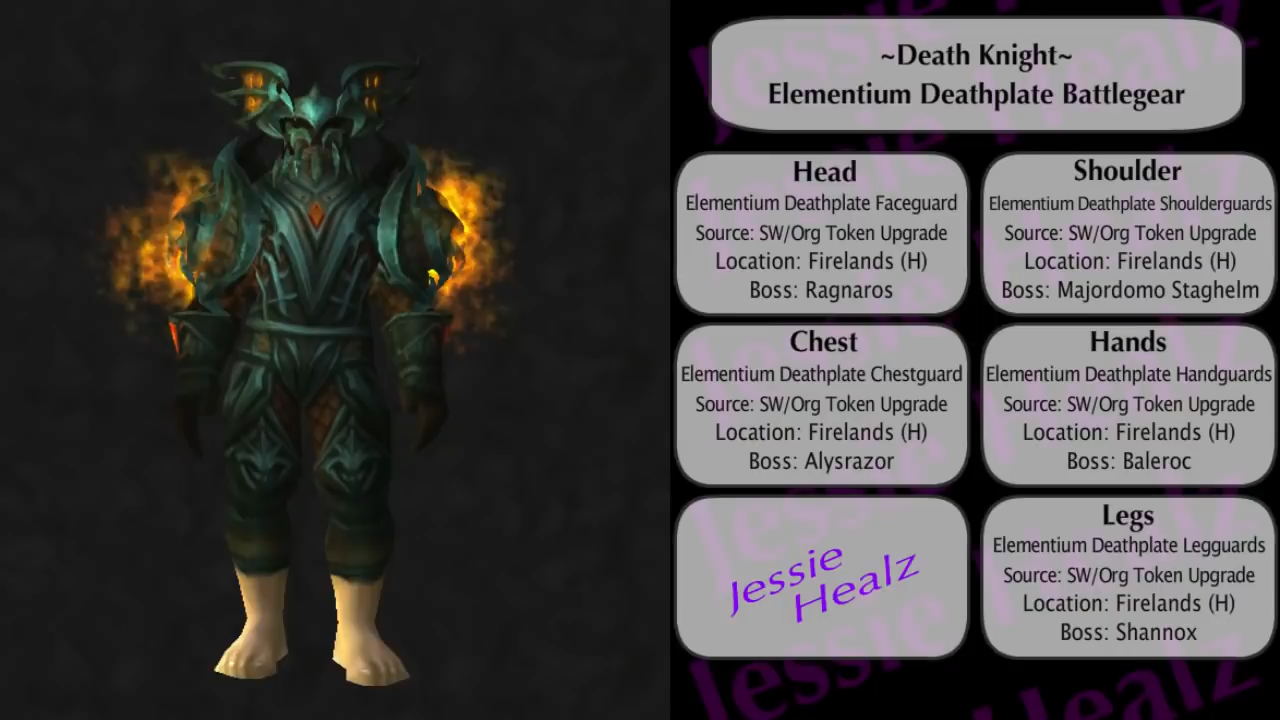 ~Death Knight~
Elementium Deathplate Battlegear
Head
Elementium Deathplate Faceguard
Source: SW/Org Token Upgrade
Location: Firelands (H)
Boss: Ragnaros
Shoulder
Elementium Deathplate Shoulderguards
Source: SW/Org Token Upgrade
Location: Firelands (H)
Boss: Majordomo Staghelm
Chest
Elementium Deathplate Chestguard
Source: SW/Org Token Upgrade
Location: Firelands (H)
Boss: Alysrazor
Hands
Elementium Deathplate Handguards
Source: SW/Org Token Upgrade
Location: Firelands (H)
Boss: Baleroc
Jessie
Healz
Legs
Elementium Deathplate Legguards
Source: SW/Org Token Upgrade
Location: Firelands (H)
Boss: Shannox
Jessie Healz